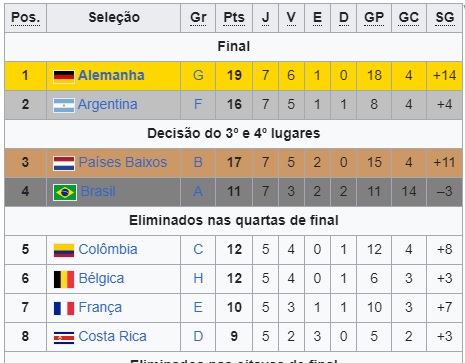 Pos. Seleção Gr Pts J V E D GP GC SG
Final
1 Alemanha G 19 7 6 1 0 18 4 +14
2 Argentina F 16 7 5 1 1 8 4 +4
Decisão do 3º e 4º lugares
3 Países Baixos B 17 7 5 2 0 15 4 +11
4 Brasil A 11 7 3 2 2 11 14 –3
Eliminados nas quartas de final
5 Colômbia C 12 5 4 0 1 12 4 +8
6 Bélgica H 12 5 4 0 1 6 3 +3
7 França E 10 5 3 1 1 10 3 +7
8 Costa Rica D 9 5 2 3 0 5 2 +3
Eliminados nas oitavas de final